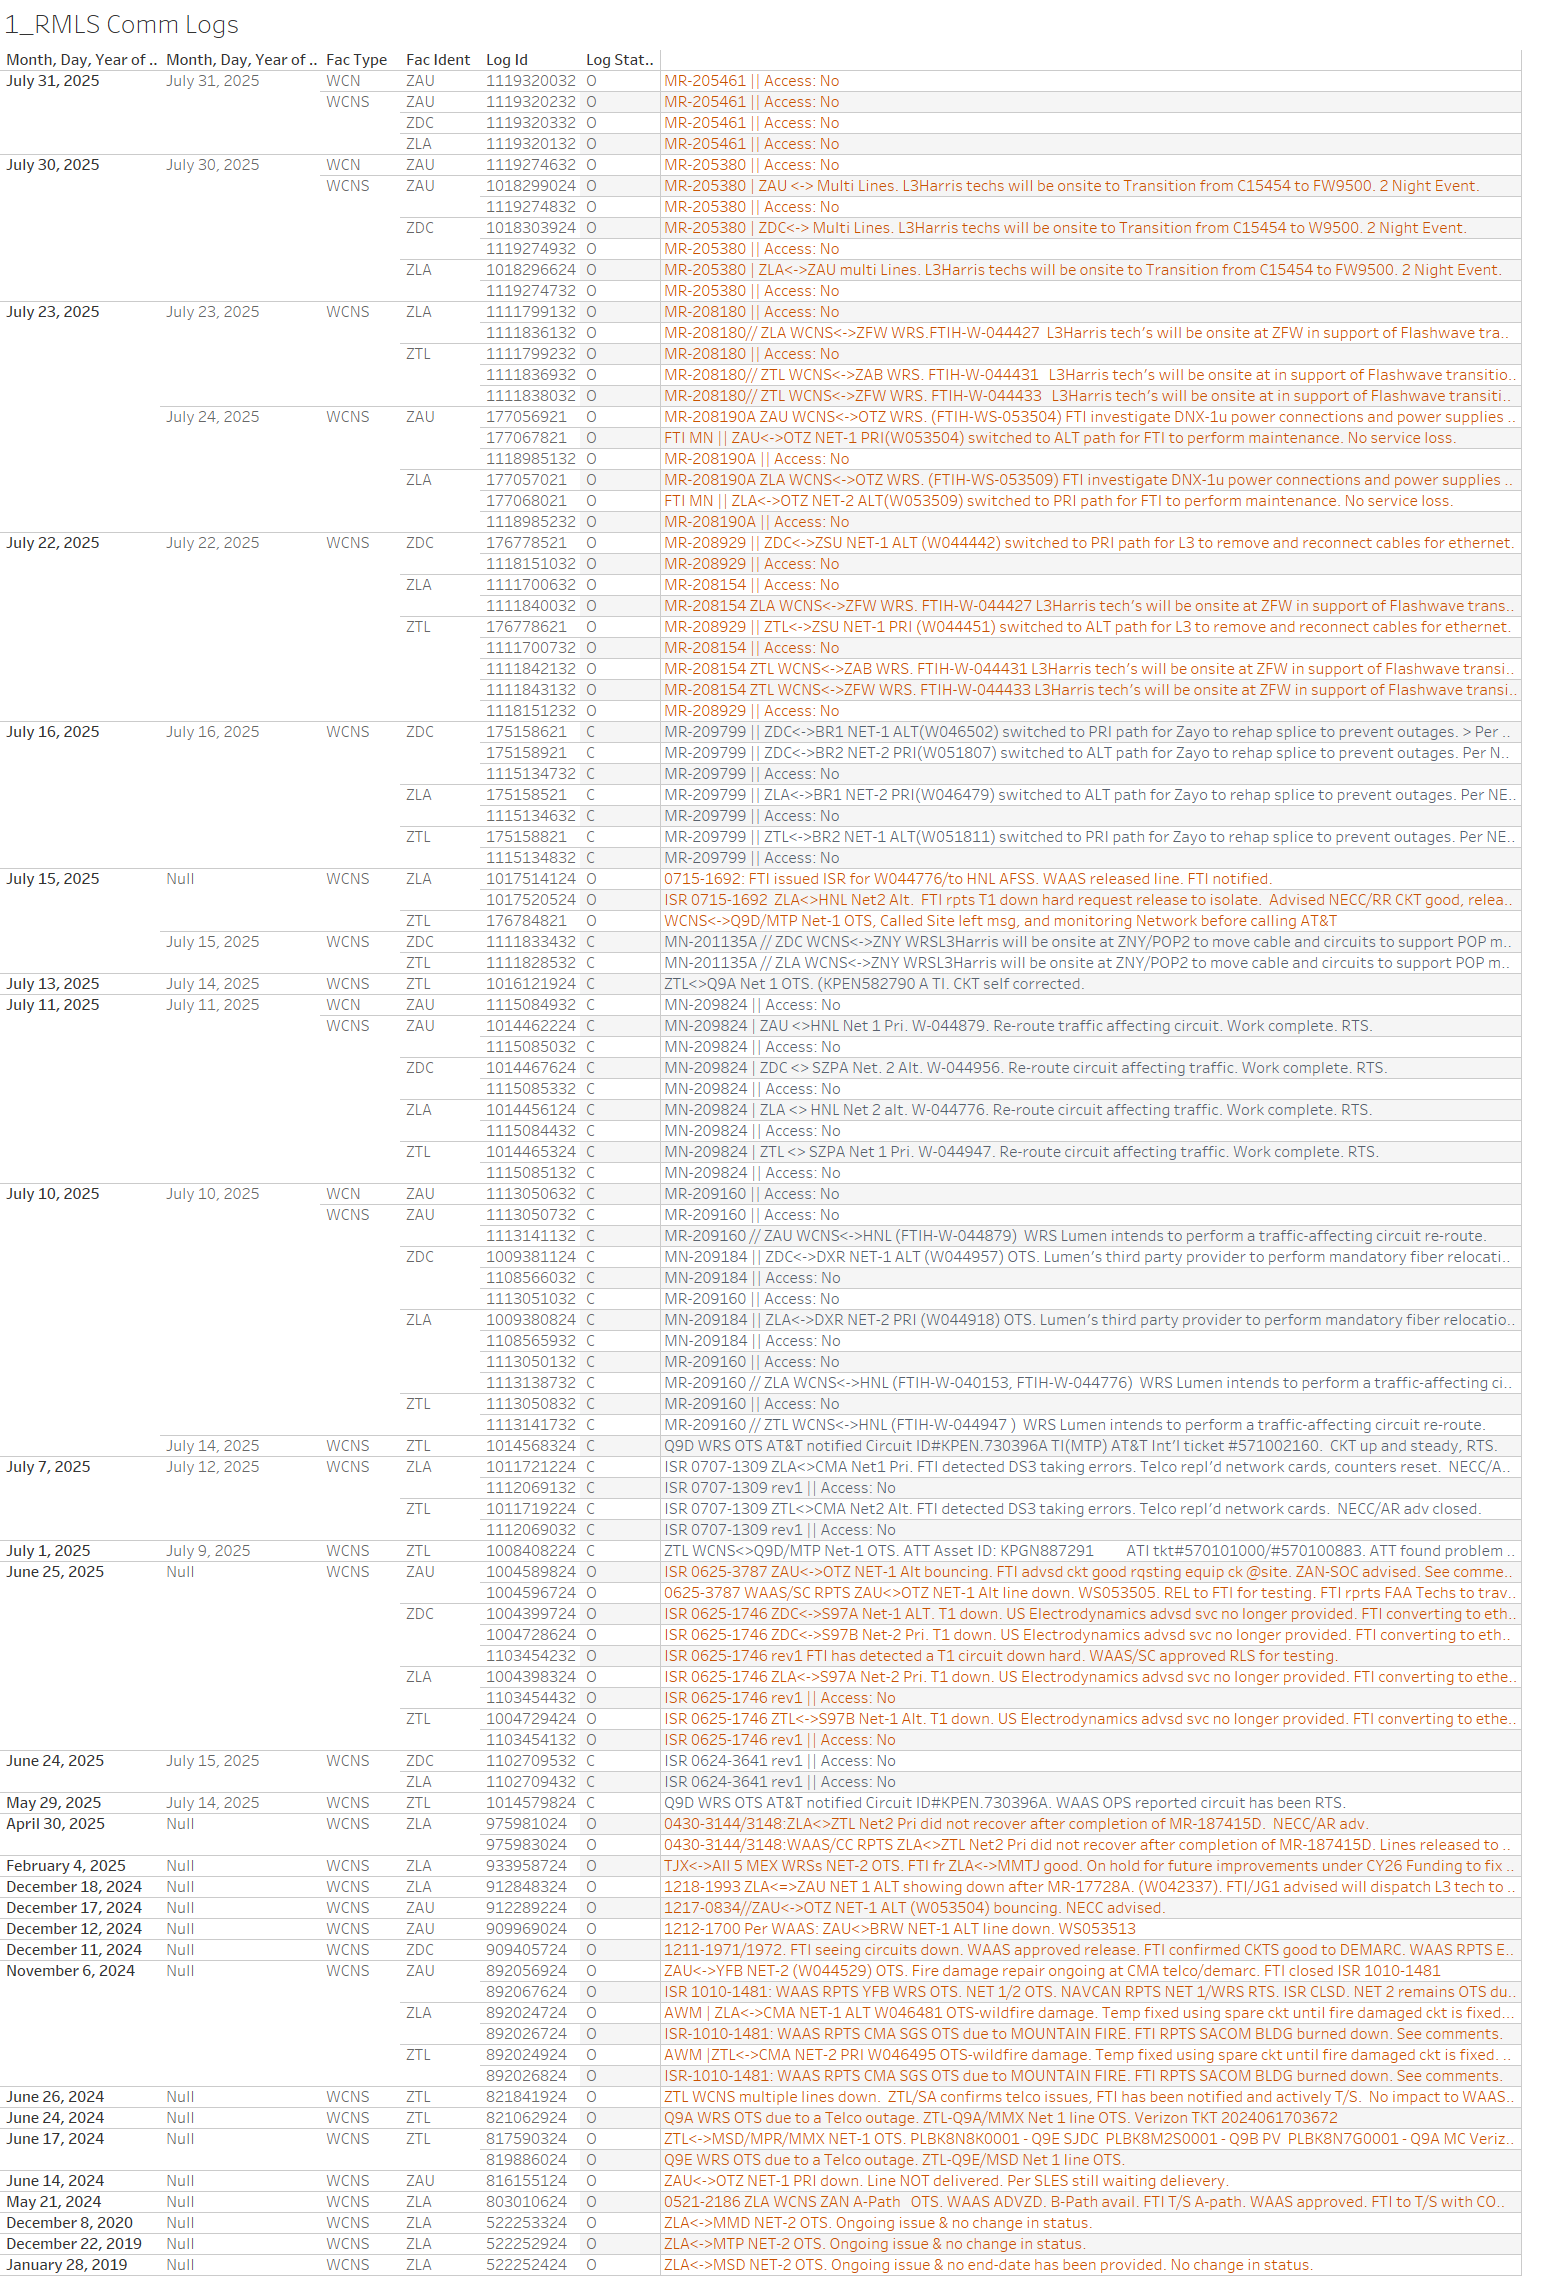 1_RMLS Comm Logs
Month, Day, Year of .. Month, Day, Year of .. Fac Type Fac Ident Log Id Log Stat..
July 31, 2025 July 31, 2025 WCN ZAU 1119320032 O MR-205461 || Access: No
WCNS ZAU 1119320232 O MR-205461 || Access: No
ZDC 1119320332 O MR-205461 || Access: No
ZLA 1119320132 O MR-205461 || Access: No
July 30, 2025 July 30, 2025 WCN ZAU 1119274632 O MR-205380 || Access: No
WCNS ZAU 1018299024 O MR-205380 | ZAU <-> Multi Lines. L3Harris techs will be onsite to Transition from C15454 to FW9500. 2 Night Event.
1119274832 O MR-205380 || Access: No
ZDC 1018303924 O MR-205380 | ZDC<-> Multi Lines. L3Harris techs will be onsite to Transition from C15454 to W9500. 2 Night Event.
1119274932 O MR-205380 || Access: No
ZLA 1018296624 O MR-205380 | ZLA<->ZAU multi Lines. L3Harris techs will be onsite to Transition from C15454 to FW9500. 2 Night Event.
1119274732 O MR-205380 || Access: No
July 23, 2025 July 23, 2025 WCNS ZLA 1111799132 O MR-208180 || Access: No
1111836132 O MR-208180// ZLA WCNS<->ZFW WRS.FTIH-W-044427 L3Harris tech's will be onsite at ZFW in support of Flashwave tra..
ZTL 1111799232 O MR-208180 || Access: No
1111836932 O MR-208180// ZTL WCNS<->ZAB WRS. FTIH-W-044431 L3Harris tech's will be onsite at in support of Flashwave transitio..
1111838032 O MR-208180// ZTL WCNS<->ZFW WRS. FTIH-W-044433 L3Harris tech's will be onsite at in support of Flashwave transiti..
July 24, 2025 WCNS ZAU 177056921 O MR-208190A ZAU WCNS<->OTZ WRS. (FTIH-WS-053504) FTI investigate DNX-1u power connections and power supplies ..
177067821 O FTI MN || ZAU<->OTZ NET-1 PRI(W053504) switched to ALT path for FTI to perform maintenance. No service loss.
1118985132 O MR-208190A || Access: No
ZLA 177057021 O MR-208190A ZLA WCNS<->OTZ WRS. (FTIH-WS-053509) FTI investigate DNX-1u power connections and power supplies ..
177068021 O FTI MN || ZLA<->OTZ NET-2 ALT(W053509) switched to PRI path for FTI to perform maintenance. No service loss.
1118985232 O MR-208190A || Access: No
July 22, 2025 July 22, 2025 WCNS ZDC 176778521 O MR-208929 || ZDC<->ZSU NET-1 ALT (W044442) switched to PRI path for L3 to remove and reconnect cables for ethernet.
1118151032 O MR-208929 || Access: No
ZLA 1111700632 O MR-208154 || Access: No
1111840032 O MR-208154 ZLA WCNS<->ZFW WRS. FTIH-W-044427 L3Harris tech's will be onsite at ZFW in support of Flashwave trans..
ZTL 176778621 O MR-208929 || ZTL<->ZSU NET-1 PRI (W044451) switched to ALT path for L3 to remove and reconnect cables for ethernet.
1111700732 O MR-208154 || Access: No
1111842132 O MR-208154 ZTL WCNS<->ZAB WRS. FTIH-W-044431 L3Harris tech's will be onsite at ZFW in support of Flashwave transi..
1111843132 O MR-208154 ZTL WCNS<->ZFW WRS. FTIH-W-044433 L3Harris tech's will be onsite at ZFW in support of Flashwave transi..
1118151232 O MR-208929 || Access: No
July 16, 2025 July 16, 2025 WCNS ZDC 175158621 C MR-209799 || ZDC<->BR1 NET-1 ALT(W046502) switched to PRI path for Zayo to rehap splice to prevent outages. > Per ..
175158921 C MR-209799 || ZDC<->BR2 NET-2 PRI(W051807) switched to ALT path for Zayo to rehap splice to prevent outages. Per N..
1115134732 C MR-209799 || Access: No
ZLA 175158521 C MR-209799 || ZLA<->BR1 NET-2 PRI(W046479) switched to ALT path for Zayo to rehap splice to prevent outages. Per NE..
1115134632 C MR-209799 || Access: No
ZTL 175158821 C MR-209799 || ZTL<->BR2 NET-1 ALT(W051811) switched to PRI path for Zayo to rehap splice to prevent outages. Per NE..
1115134832 C MR-209799 || Access: No
July 15, 2025 Null WCNS ZLA 1017514124 O 0715-1692: FTI issued ISR for W044776/to HNL AFSS. WAAS released line. FTI notified.
1017520524 O ISR 0715-1692 ZLA<>HNL Net2 Alt. FTI rpts T1 down hard request release to isolate. Advised NECC/RR CKT good, relea..
ZTL 176784821 O WCNS<->Q9D/MTP Net-1 OTS, Called Site left msg, and monitoring Network before calling AT&T
July 15, 2025 WCNS ZDC 1111833432 C MN-201135A // ZDC WCNS<->ZNY WRSL3Harris will be onsite at ZNY/POP2 to move cable and circuits to support POP m..
ZTL 1111828532 C MN-201135A // ZLA WCNS<->ZNY WRSL3Harris will be onsite at ZNY/POP2 to move cable and circuits to support POP m..
July 13, 2025 July 14, 2025 WCNS ZTL 1016121924 C ZTL<>Q9A Net 1 OTS. (KPEN582790 A TI. CKT self corrected.
July 11, 2025 July 11, 2025 WCN ZAU 1115084932 C MN-209824 || Access: No
WCNS ZAU 1014462224 C MN-209824 | ZAU <>HNL Net 1 Pri. W-044879. Re-route traffic affecting circuit. Work complete. RTS.
1115085032 C MN-209824 || Access: No
ZDC 1014467624 C MN-209824 | ZDC <> SZPA Net. 2 Alt. W-044956. Re-route circuit affecting traffic. Work complete. RTS.
1115085332 C MN-209824 || Access: No
ZLA 1014456124 C MN-209824 | ZLA <> HNL Net 2 alt. W-044776. Re-route circuit affecting traffic. Work complete. RTS.
1115084432 C MN-209824 || Access: No
ZTL 1014465324 C MN-209824 | ZTL <> SZPA Net 1 Pri. W-044947. Re-route circuit affecting traffic. Work complete. RTS.
1115085132 C MN-209824 || Access: No
July 10, 2025 July 10, 2025 WCN ZAU 1113050632 C MR-209160 || Access: No
WCNS ZAU 1113050732 C MR-209160 || Access: No
1113141732 C MR-209160 // ZAU WCNS<->HNL (FTIH-W-044879) WRS Lumen intends to perform a traffic-affecting circuit re-route.
ZDC 1009381124 C MN-209184 || ZDC<->DXR NET-1 ALT (W044957) OTS. Lumen's third party provider to perform mandatory fiber relocati..
1108566032 C MN-209184 || Access: No
1113051032 C MR-209160 || Access: No
ZLA 1009380824 C MN-209184 || ZLA<->DXR NET-2 PRI (W044918) OTS. Lumen's third party provider to perform mandatory fiber relocatio..
1108565932 C MN-209184 || Access: No
1113050132 C MR-209160 || Access: No
1113138732 C MR-209160 // ZLA WCNS<->HNL (FTIH-W-040153, FTIH-W-044776) WRS Lumen intends to perform a traffic-affecting ci..
ZTL 1113050832 C MR-209160 || Access: No
1113141732 C MR-209160 // ZTL WCNS<->HNL (FTIH-W-044947 ) WRS Lumen intends to perform a traffic-affecting circuit re-route.
July 14, 2025 WCNS ZTL 1014568324 C Q9D WRS OTS AT&T notified Circuit ID#KPEN.730396A TI(MTP) AT&T Int'l ticket #571002160. CKT up and steady, RTS.
July 7, 2025 July 12, 2025 WCNS ZLA 1011721224 C ISR 0707-1309 ZLA<>CMA Net1 Pri. FTI detected DS3 taking errors. Telco repl'd network cards, counters reset. NECC/A..
1112069132 C ISR 0707-1309 rev1 || Access: No
ZTL 1011719224 C ISR 0707-1309 ZTL<>CMA Net2 Alt. FTI detected DS3 taking errors. Telco repl'd network cards. NECC/AR adv closed.
1112069032 C ISR 0707-1309 rev1 || Access: No
July 1, 2025 July 9, 2025 WCNS ZTL 1008408224 C ZTL WCNS<>Q9D/MTP Net-1 OTS. ATT Asset ID: KPGN887291 ATI tkt#570101000/#570100883. ATT found problem ..
June 25, 2025 Null WCNS ZAU 1004589824 O ISR 0625-3787 ZAU<->OTZ NET-1 Alt bouncing. FTI advsd ckt good rqsting equip ck @site. ZAN-SOC advised. See comme..
1004596724 O 0625-3787 WAAS/SC RPTS ZAU<->OTZ NET-1 Alt line down. WS053505. REL to FTI for testing. FTI rprts FAA Techs to trav..
ZDC 1004399724 O ISR 0625-1746 ZDC<->S97A Net-1 ALT. T1 down. US Electrodynamics advsd svc no longer provided. FTI converting to eth..
1004728624 O ISR 0625-1746 ZDC<->S97B Net-2 Pri. T1 down. US Electrodynamics advsd svc no longer provided. FTI converting to eth..
1103454232 O ISR 0625-1746 rev1 FTI has detected a T1 circuit down hard. WAAS/SC approved RLS for testing.
ZLA 1004398324 O ISR 0625-1746 ZLA<->S97A Net-2 Pri. T1 down. US Electrodynamics advsd svc no longer provided. FTI converting to ethe..
1103454432 O ISR 0625-1746 rev1 || Access: No
ZTL 1004729424 O ISR 0625-1746 ZTL<->S97B Net-1 Alt. T1 down. US Electrodynamics advsd svc no longer provided. FTI converting to ethe..
1103454132 O ISR 0625-1746 rev1 || Access: No
June 24, 2025 July 15, 2025 WCNS ZDC 1102709532 C ISR 0624-3641 rev1 || Access: No
ZLA 1102709432 C ISR 0624-3641 rev1 || Access: No
May 29, 2025 July 14, 2025 WCNS ZTL 1014579824 C Q9D WRS OTS AT&T notified Circuit ID#KPEN.730396A. WAAS OPS reported circuit has been RTS.
April 30, 2025 Null WCNS ZLA 975981024 O 0430-3144/3148:ZLA<>ZTL Net2 Pri did not recover after completion of MR-187415D. NECC/AR adv.
975983024 O 0430-3144/3148:WAAS/CC RPTS ZLA<>ZTL Net2 Pri did not recover after completion of MR-187415D. Lines released to ..
February 4, 2025 Null WCNS ZLA 933958724 O TJX<->All 5 MEX WRSs NET-2 OTS. FTI fr ZLA<->MMTJ good. On hold for future improvements under CY26 Funding to fix ..
December 18, 2024 Null WCNS ZLA 912848324 O 1218-1993 ZLA<=>ZAU NET 1 ALT showing down after MR-17728A. (W042337). FTI/JG1 advised will dispatch L3 tech to ..
December 17, 2024 Null WCNS ZAU 912289224 O 1217-0834//ZAU<->OTZ NET-1 ALT (W053504) bouncing. NECC advised.
December 12, 2024 Null WCNS ZAU 909969024 O 1212-1700 Per WAAS: ZAU<>BRW NET-1 ALT line down. WS053513
December 11, 2024 Null WCNS ZDC 909405724 O 1211-1971/1972. FTI seeing circuits down. WAAS approved release. FTI confirmed CKTS good to DEMARC. WAAS RPTS E..
November 6, 2024 Null WCNS ZAU 892056924 O ZAU<->YFB NET-2 (W044529) OTS. Fire damage repair ongoing at CMA telco/demarc. FTI closed ISR 1010-1481
892067624 O ISR 1010-1481: WAAS RPTS YFB WRS OTS. NET 1/2 OTS. NAVCAN RPTS NET 1/WRS RTS. ISR CLSD. NET 2 remains OTS du..
ZLA 892024724 O AWM | ZLA<->CMA NET-1 ALT W046481 OTS-wildfire damage. Temp fixed using spare ckt until fire damaged ckt is fixed...
892026724 O ISR-1010-1481: WAAS RPTS CMA SGS OTS due to MOUNTAIN FIRE. FTI RPTS SACOM BLDG burned down. See comments.
ZTL 892024924 O AWM |ZTL<->CMA NET-2 PRI W046495 OTS-wildfire damage. Temp fixed using spare ckt until fire damaged ckt is fixed. ..
892026824 O ISR-1010-1481: WAAS RPTS CMA SGS OTS due to MOUNTAIN FIRE. FTI RPTS SACOM BLDG burned down. See comments.
June 26, 2024 Null WCNS ZTL 821841924 O ZTL WCNS multiple lines down. ZTL/SA confirms telco issues, FTI has been notified and actively T/S. No impact to WAAS..
June 24, 2024 Null WCNS ZTL 821062924 O Q9A WRS OTS due to a Telco outage. ZTL-Q9A/MMX Net 1 line OTS. Verizon TKT 2024061703672
June 17, 2024 Null WCNS ZTL 817590324 O ZTL<->MSD/MPR/MMX NET-1 OTS. PLBK8N8K0001 - Q9E SJDC PLBK8M2S0001 - Q9B PV PLBK8N7G0001 - Q9A MC Veriz..
819886024 O Q9E WRS OTS due to a Telco outage. ZTL-Q9E/MSD Net 1 line OTS.
June 14, 2024 Null WCNS ZAU 816155124 O ZAU<->OTZ NET-1 PRI down. Line NOT delivered. Per SLES still waiting delievery.
May 21, 2024 Null WCNS ZLA 803010624 O 0521-2186 ZLA WCNS ZAN A-Path OTS. WAAS ADVZD. B-Path avail. FTI T/S A-path. WAAS approved. FTI to T/S with CO..
December 8, 2020 Null WCNS ZLA 522253324 O ZLA<->MMD NET-2 OTS. Ongoing issue & no change in status.
December 22, 2019 Null WCNS ZLA 522252924 O ZLA<->MTP NET-2 OTS. Ongoing issue & no change in status.
January 28, 2019 Null WCNS ZLA 522252424 O ZLA<->MSD NET-2 OTS. Ongoing issue & no end-date has been provided. No change in status.